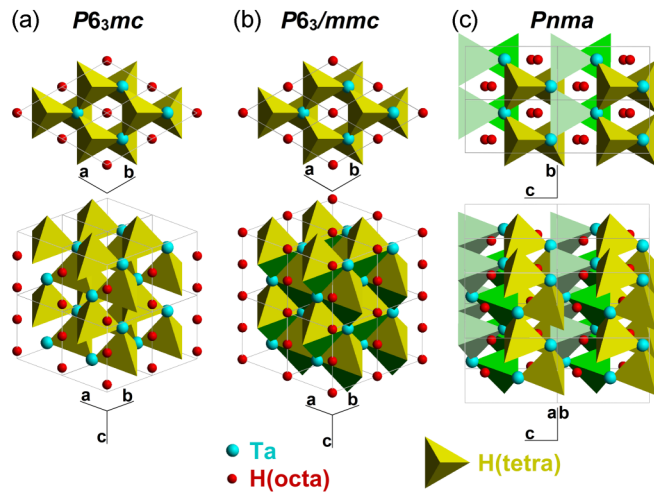 (a) P6₃mc (b) P6₃/mmc (c) Pnma
a b a b b
c
a b a b a b
c c c
Ta
H(octa) H(tetra)